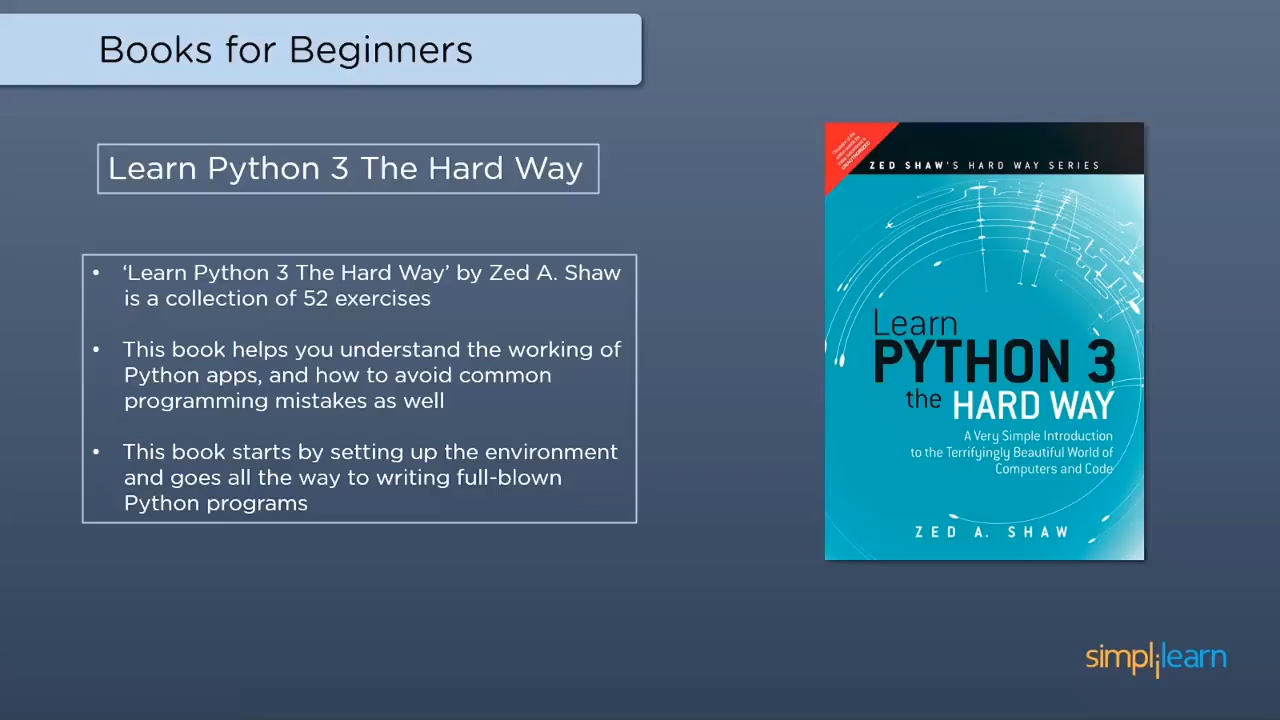 Books for Beginners
Learn Python 3 The Hard Way
• ‘Learn Python 3 The Hard Way’ by Zed A. Shaw
is a collection of 52 exercises
• This book helps you understand the working of
Python apps, and how to avoid common
programming mistakes as well
• This book starts by setting up the environment
and goes all the way to writing full-blown
Python programs
ZED SHAW'S HARD WAY SERIES
Learn
PYTHON 3
the HARD WAY
A Very Simple Introduction
to the Terrifyingly Beautiful World of
Computers and Code
ZED A. SHAW
simplilearn